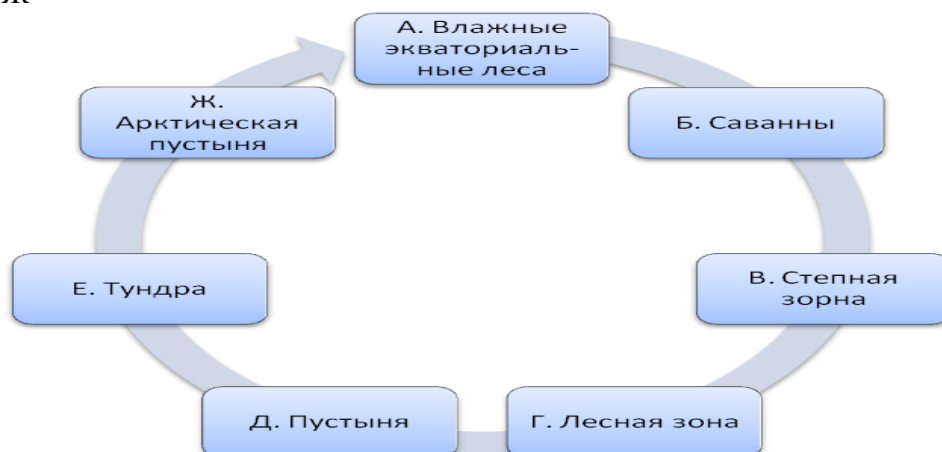 А. Влажные
экваториаль-
ные леса
Б. Саванны
В. Степная
зорна
Г. Лесная зона
Д. Пустыня
Е. Тундра
Ж.
Арктическая
пустыня